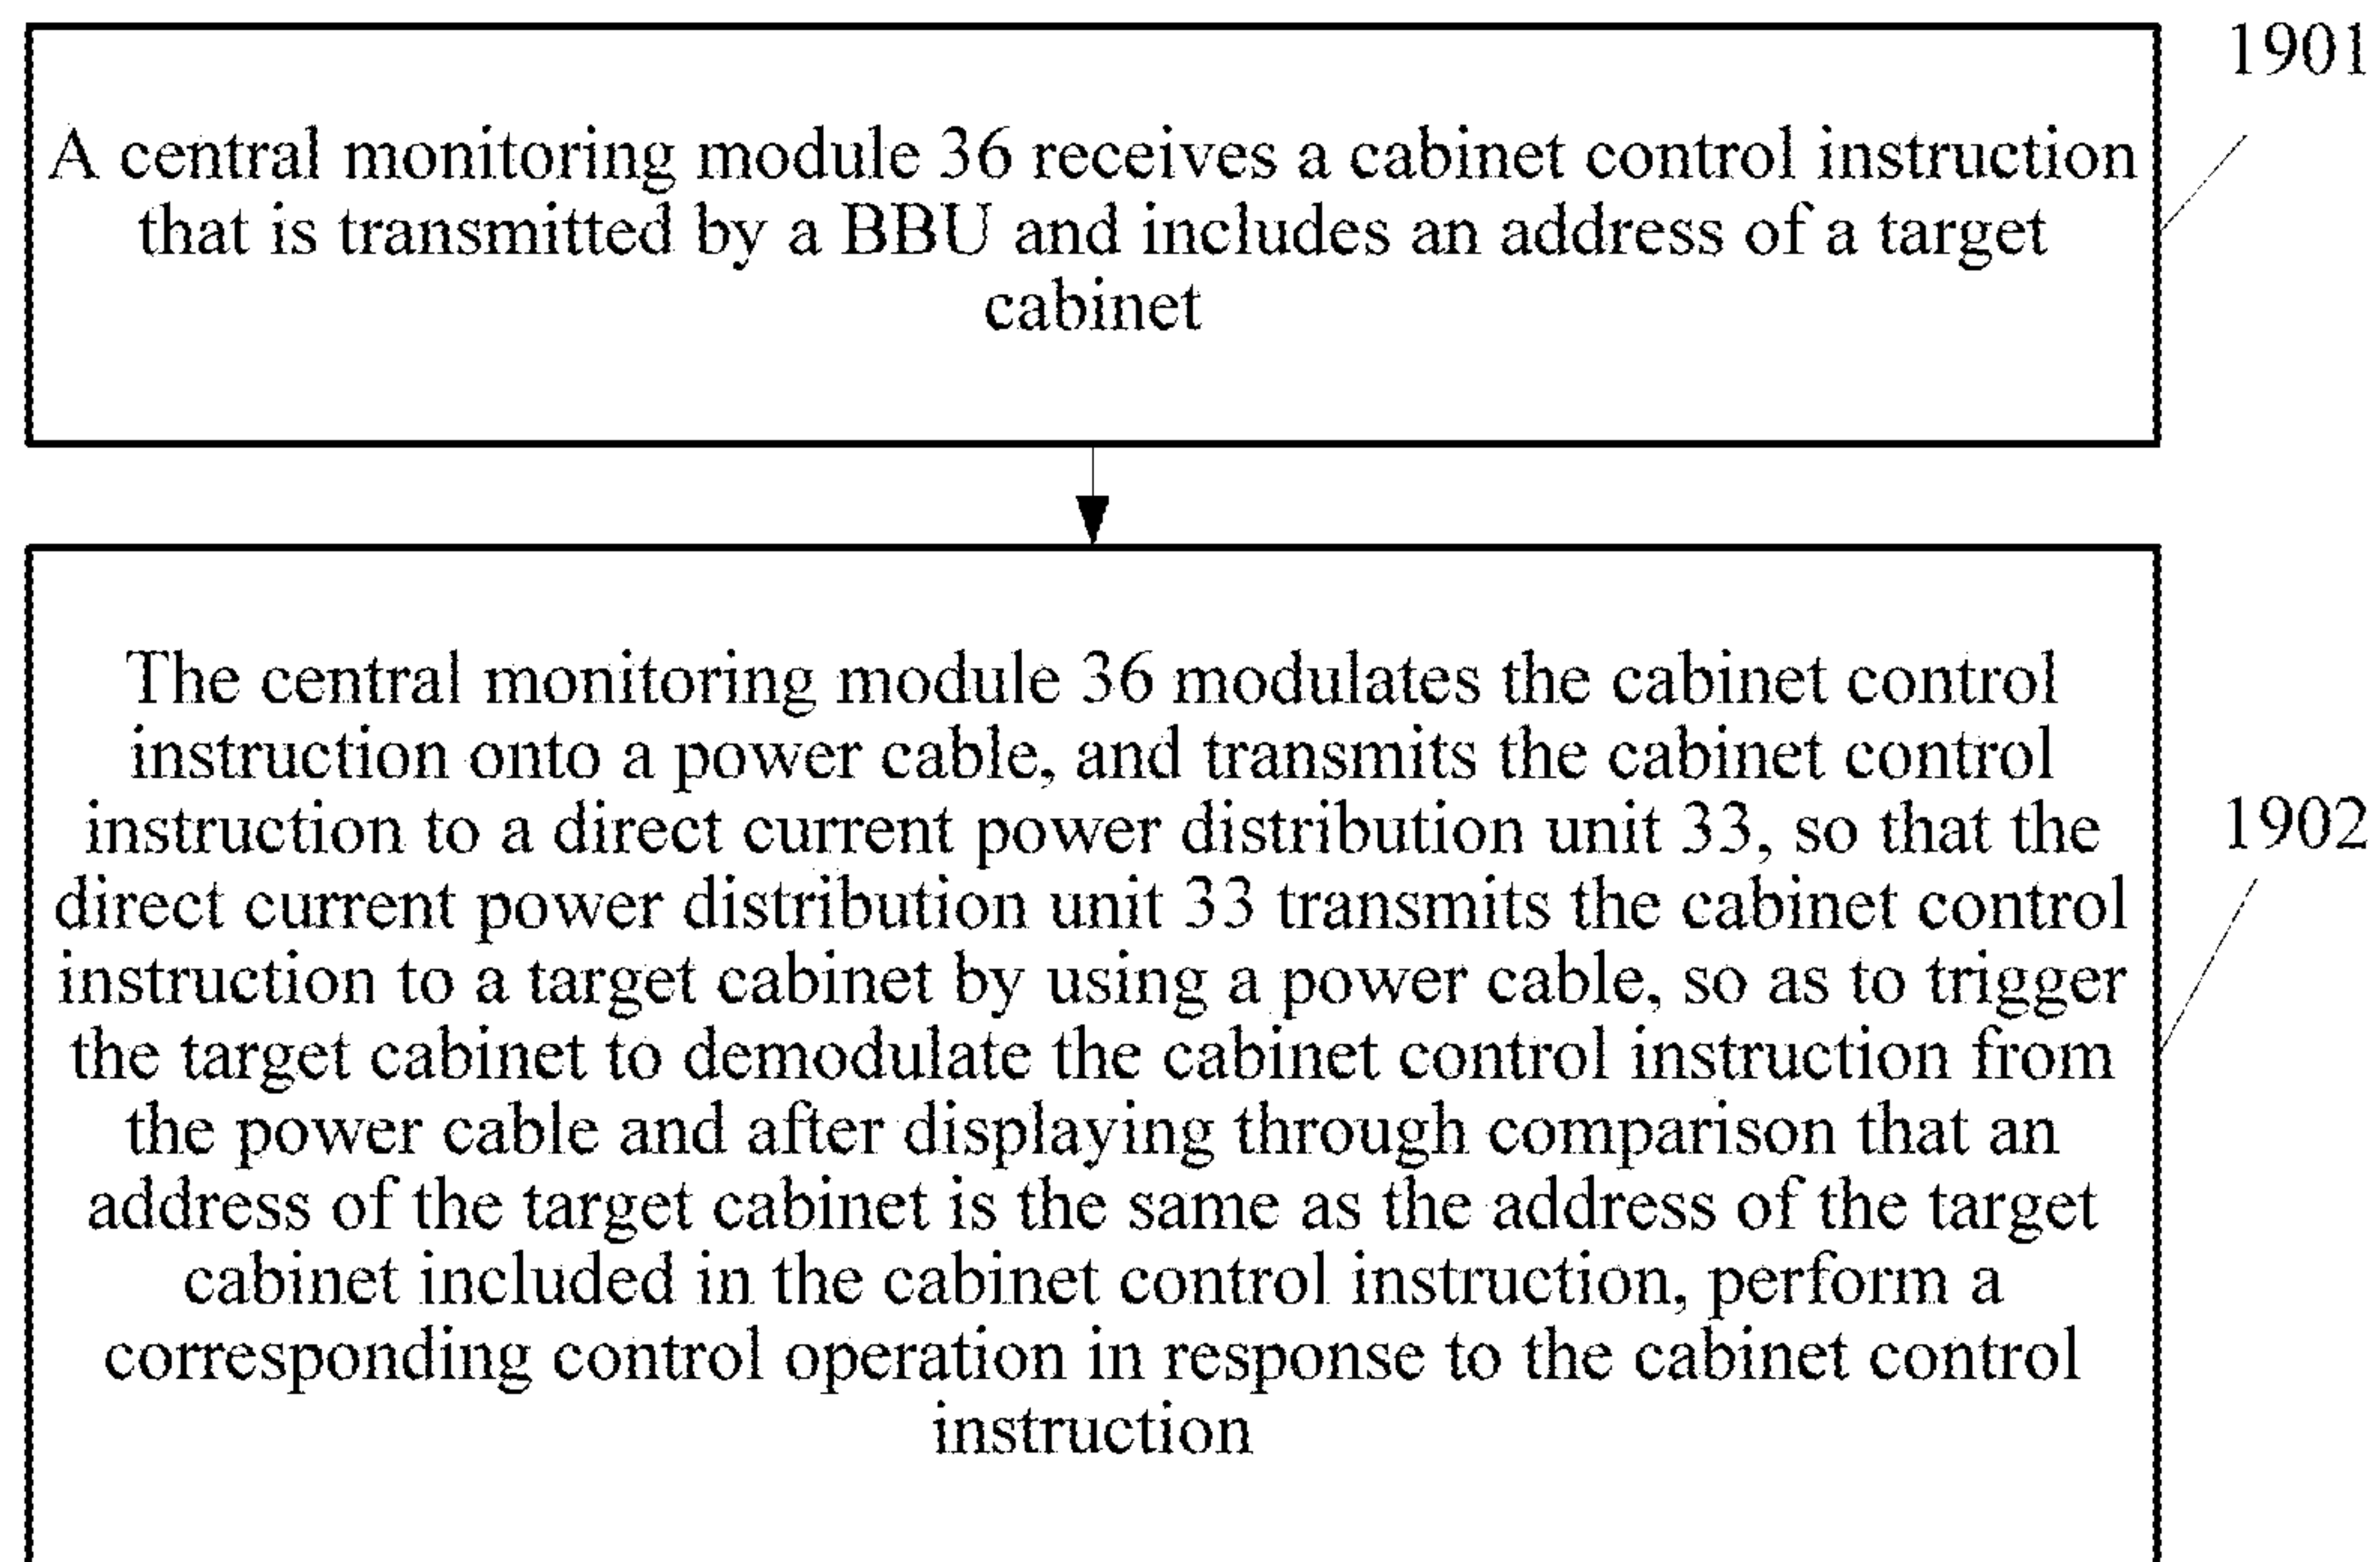 1901
A central monitoring module 36 receives a cabinet control instruction
that is transmitted by a BBU and includes an address of a target
cabinet
The central monitoring module 36 modulates the cabinet control
instruction onto a power cable, and transmits the cabinet control
instruction to a direct current power distribution unit 33, so that the
1902
direct current power distribution unit 33 transmits the cabinet control
instruction to a target cabinet by using a power cable, so as to trigger
the target cabinet to demodulate the cabinet control instruction from
the power cable and after displaying through comparison that an
address of the target cabinet is the same as the address of the target
cabinet included in the cabinet control instruction, perform a
corresponding control operation in response to the cabinet control
instruction